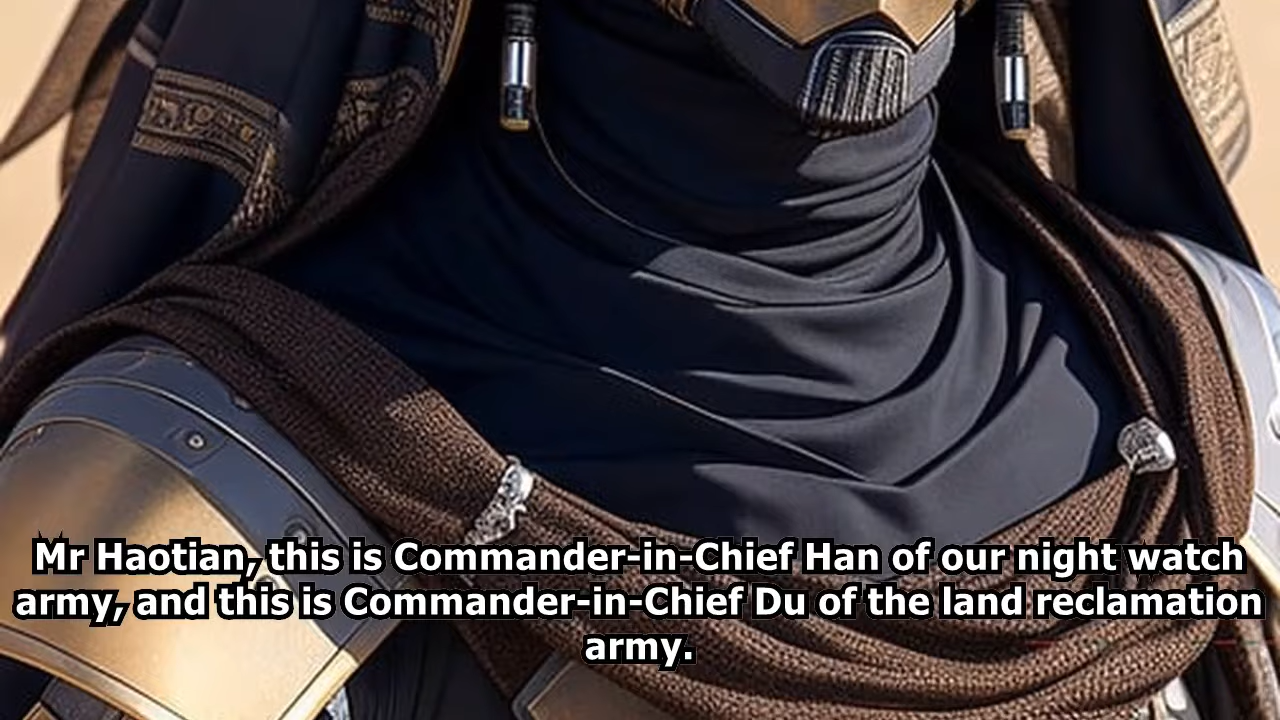 Mr Haotian, this is Commander-in-Chief Han of our night watch
army, and this is Commander-in-Chief Du of the land reclamation
army.